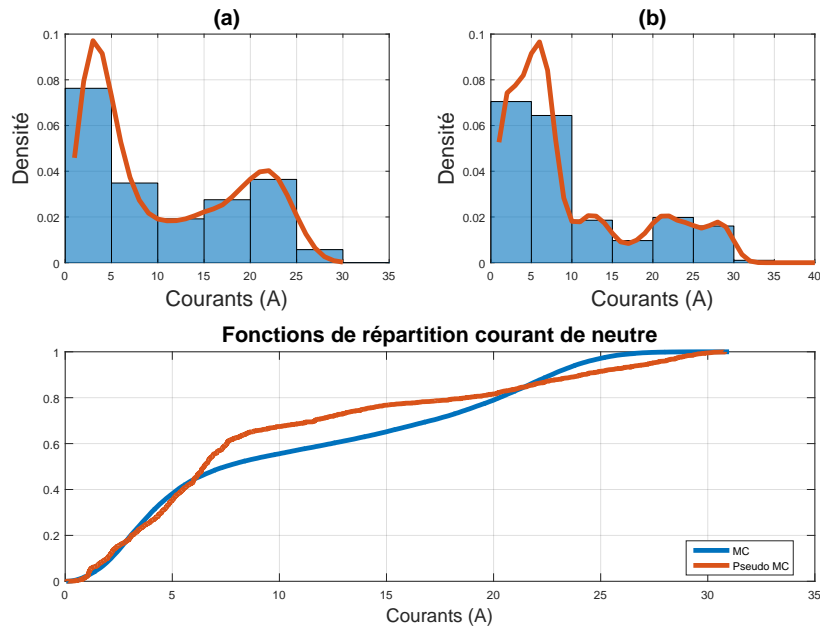 (a)
(b)
0.1
0.08
0.06
0.04
0.02
0
Densité
0 5 10 15 20 25 30 35
Courants (A)
0.1
0.08
0.06
0.04
0.02
0
Densité
0 5 10 15 20 25 30 35 40
Courants (A)
Fonctions de répartition courant de neutre
1
0.8
0.6
0.4
0.2
0
0 5 10 15 20 25 30 35
Courants (A)
MC
Pseudo MC